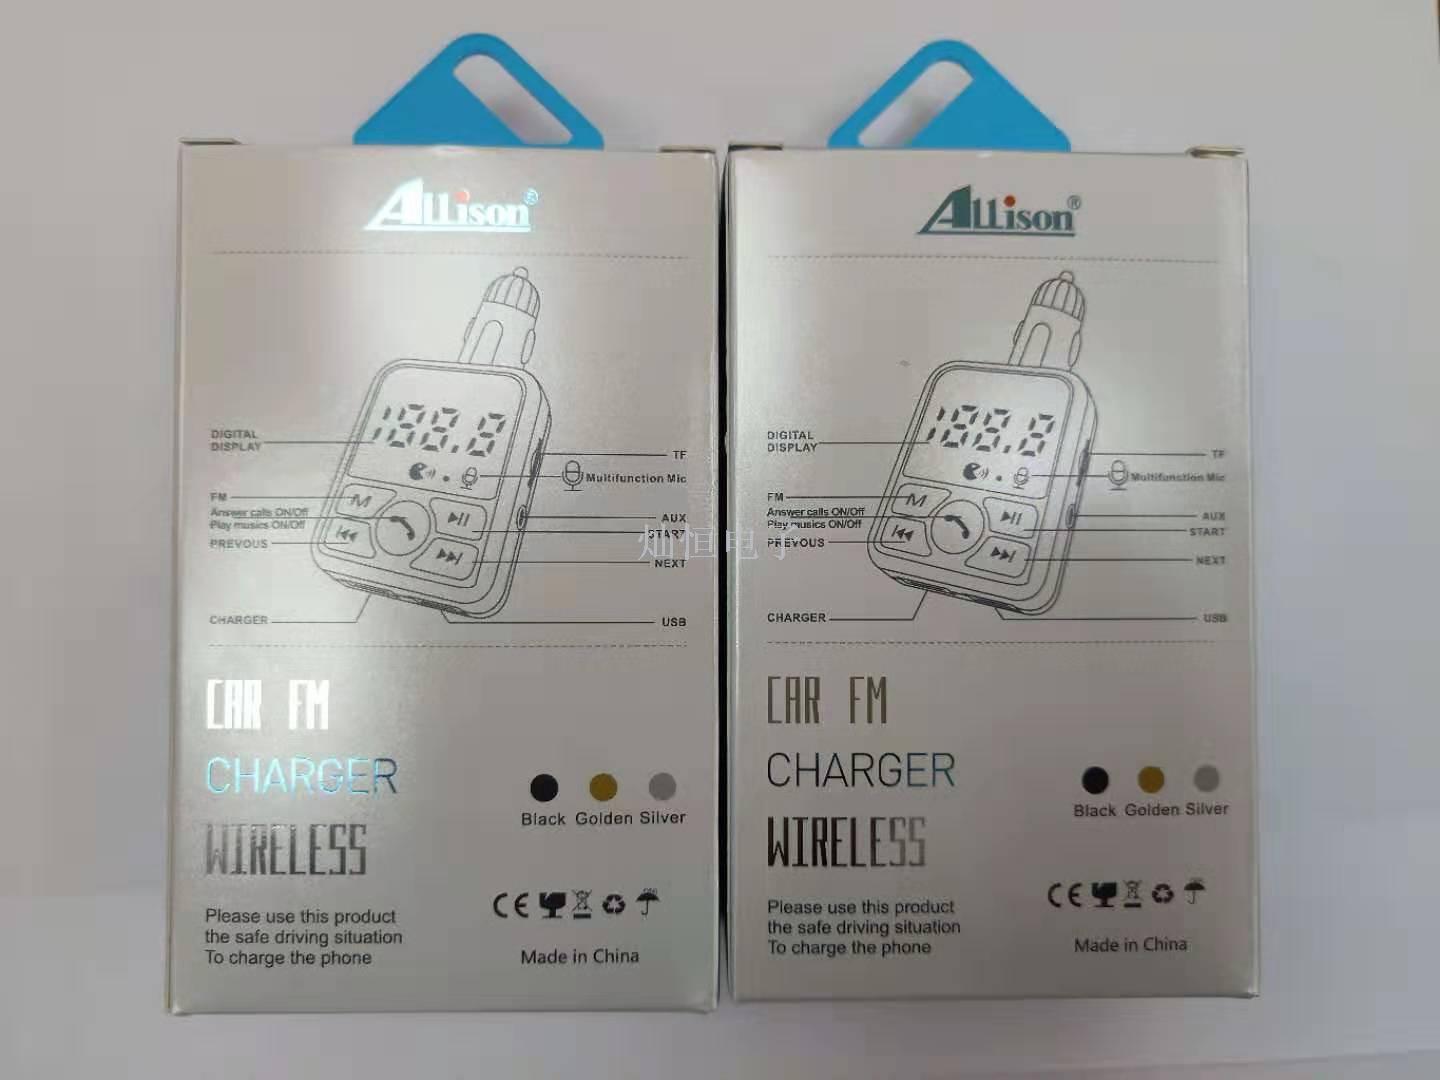 Allison®
188.8
DIGITAL
DISPLAY
TF
Multifunction Mic
FM
M
Answer calls ON/Off
Play musics ON/Off
AUX
START
PREVOUS
NEXT
CHARGER
USB
CAR FM
CHARGER
WIRELESS
Black Golden Silver
Please use this product
the safe driving situation
To charge the phone
CE
Made in China
Allison®
188.8
DIGITAL
DISPLAY
TF
Multifunction Mic
FM
M
Answer calls ON/Off
Play musics ON/Off
AUX
START
PREVOUS
NEXT
CHARGER
USB
CAR FM
CHARGER
WIRELESS
Black Golden Silver
Please use this product
the safe driving situation
To charge the phone
CE
Made in China
灿恒电子